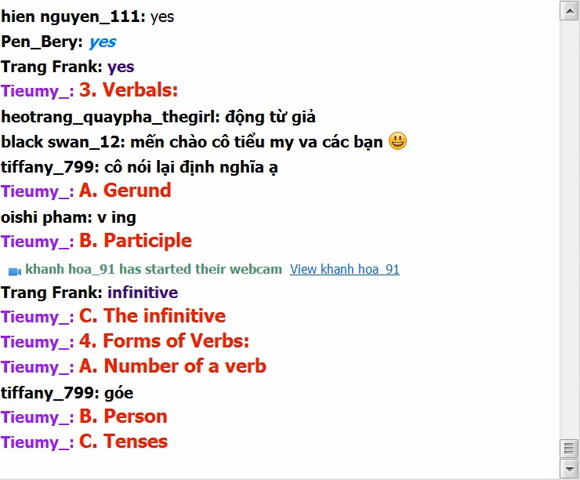 hien nguyen_111: yes
Pen_Bery: yes
Trang Frank: yes
Tieumy_: 3. Verbals:
heotrang_quaypha_thegirl: động từ giả
black swan_12: mến chào cô tiểu my va các bạn
tiffany_799: cô nói lại định nghĩa ạ
Tieumy_: A. Gerund
oishi pham: v ing
Tieumy_: B. Participle
khanh hoa_91 has started their webcam View khanh hoa_91
Trang Frank: infinitive
Tieumy_: C. The infinitive
Tieumy_: 4. Forms of Verbs:
Tieumy_: A. Number of a verb
tiffany_799: góe
Tieumy_: B. Person
Tieumy_: C. Tenses